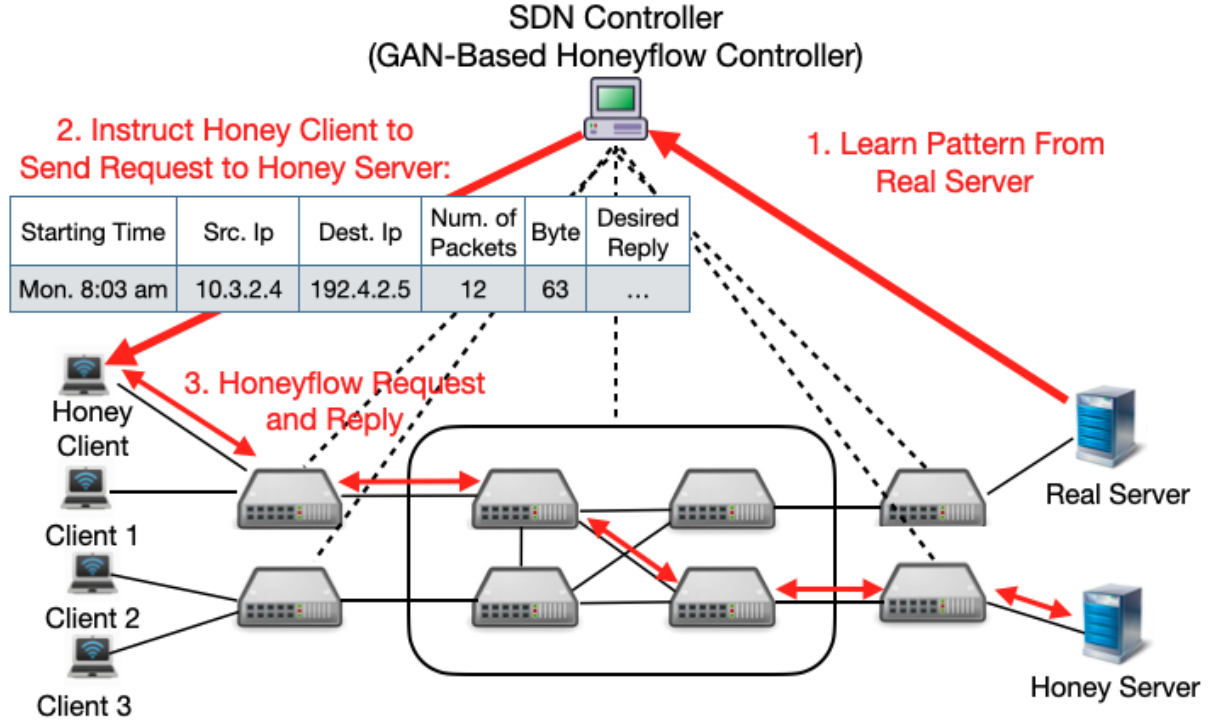 SDN Controller
(GAN-Based Honeyflow Controller)
2. Instruct Honey Client to
Send Request to Honey Server:
1. Learn Pattern From
Real Server
Starting Time Src. Ip Dest. Ip Num. of Packets Byte Desired Reply
Mon. 8:03 am 10.3.2.4 192.4.2.5 12 63 ...
3. Honeyflow Request
and Reply
Honey
Client
Client 1
Client 2
Client 3
Real Server
Honey Server